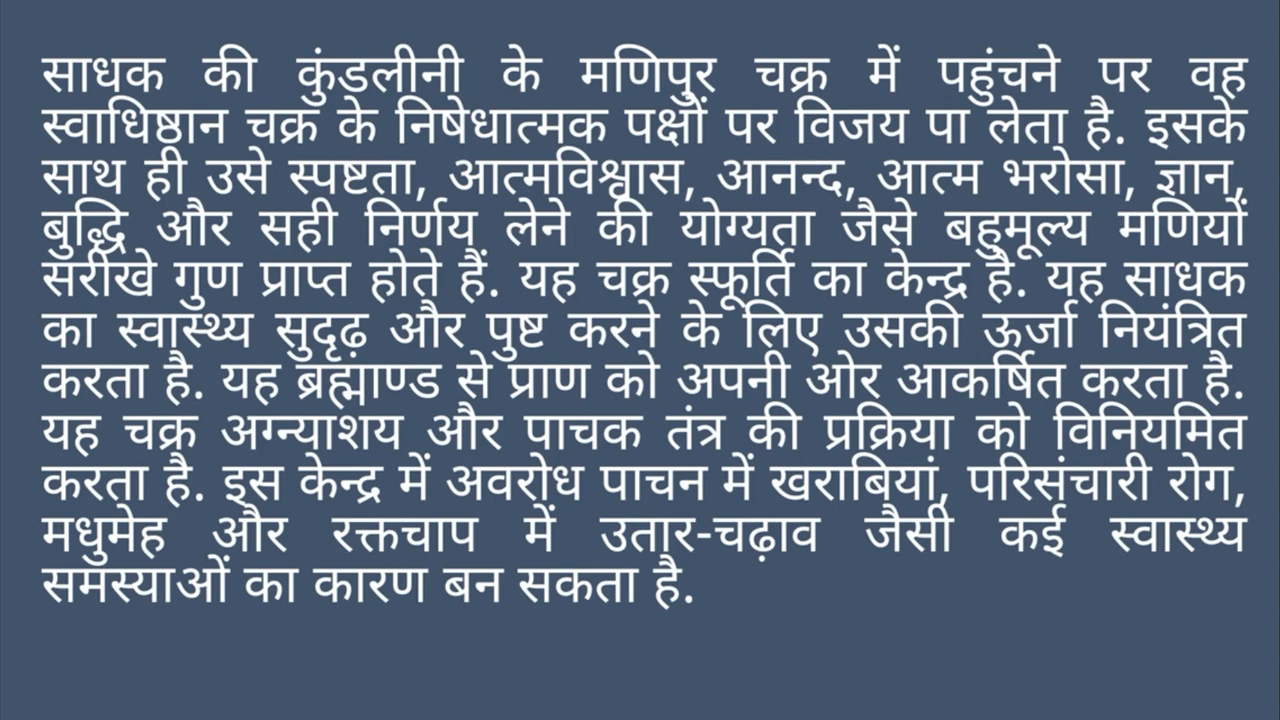 साधक की कुंडलीनी के मणिपुर चक्र में पहुंचने पर वह
स्वाधिष्ठान चक्र के निषेधात्मक पक्षों पर विजय पा लेता है. इसके
साथ ही उसे स्पष्टता, आत्मविश्वास, आनन्द, आत्म भरोसा, ज्ञान,
बुद्धि और सही निर्णय लेने की योग्यता जैसे बहुमूल्य मणियों
सरीखे गुण प्राप्त होते हैं. यह चक्र स्फूर्ति का केन्द्र है. यह साधक
का स्वास्थ्य सुदृढ़ और पुष्ट करने के लिए उसकी ऊर्जा नियंत्रित
करता है. यह ब्रह्माण्ड से प्राण को अपनी ओर आकर्षित करता है.
यह चक्र अग्न्याशय और पाचक तंत्र की प्रक्रिया को विनियमित
करता है. इस केन्द्र में अवरोध पाचन में खराबियां, परिसंचारी रोग,
मधुमेह और रक्तचाप में उतार-चढ़ाव जैसी कई स्वास्थ्य
समस्याओं का कारण बन सकता है.